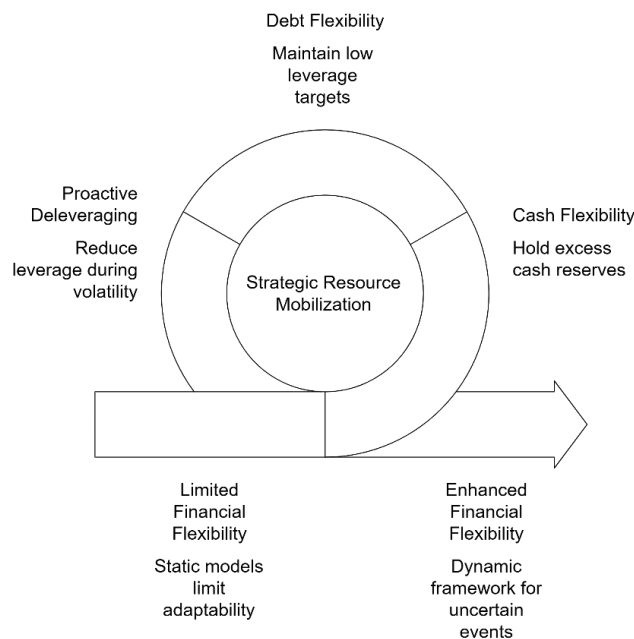 Debt Flexibility
Maintain low
leverage
targets
Proactive
Deleveraging
Reduce
leverage during
volatility
Cash Flexibility
Hold excess
cash reserves
Strategic Resource
Mobilization
Limited
Financial
Flexibility
Static models
limit
adaptability
Enhanced
Financial
Flexibility
Dynamic
framework for
uncertain
events